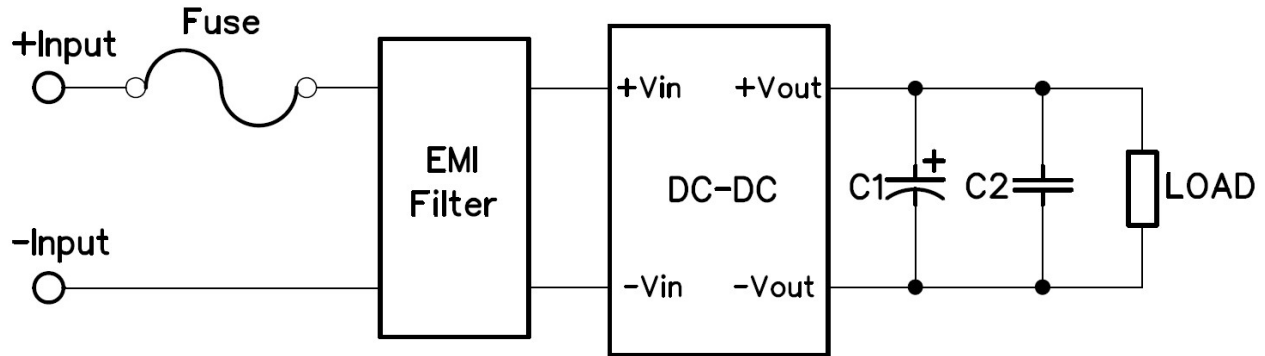 Fuse
+Input
-Input
EMI
Filter
+Vin
+Vout
DC-DC
-Vin
-Vout
C1
+
C2
LOAD